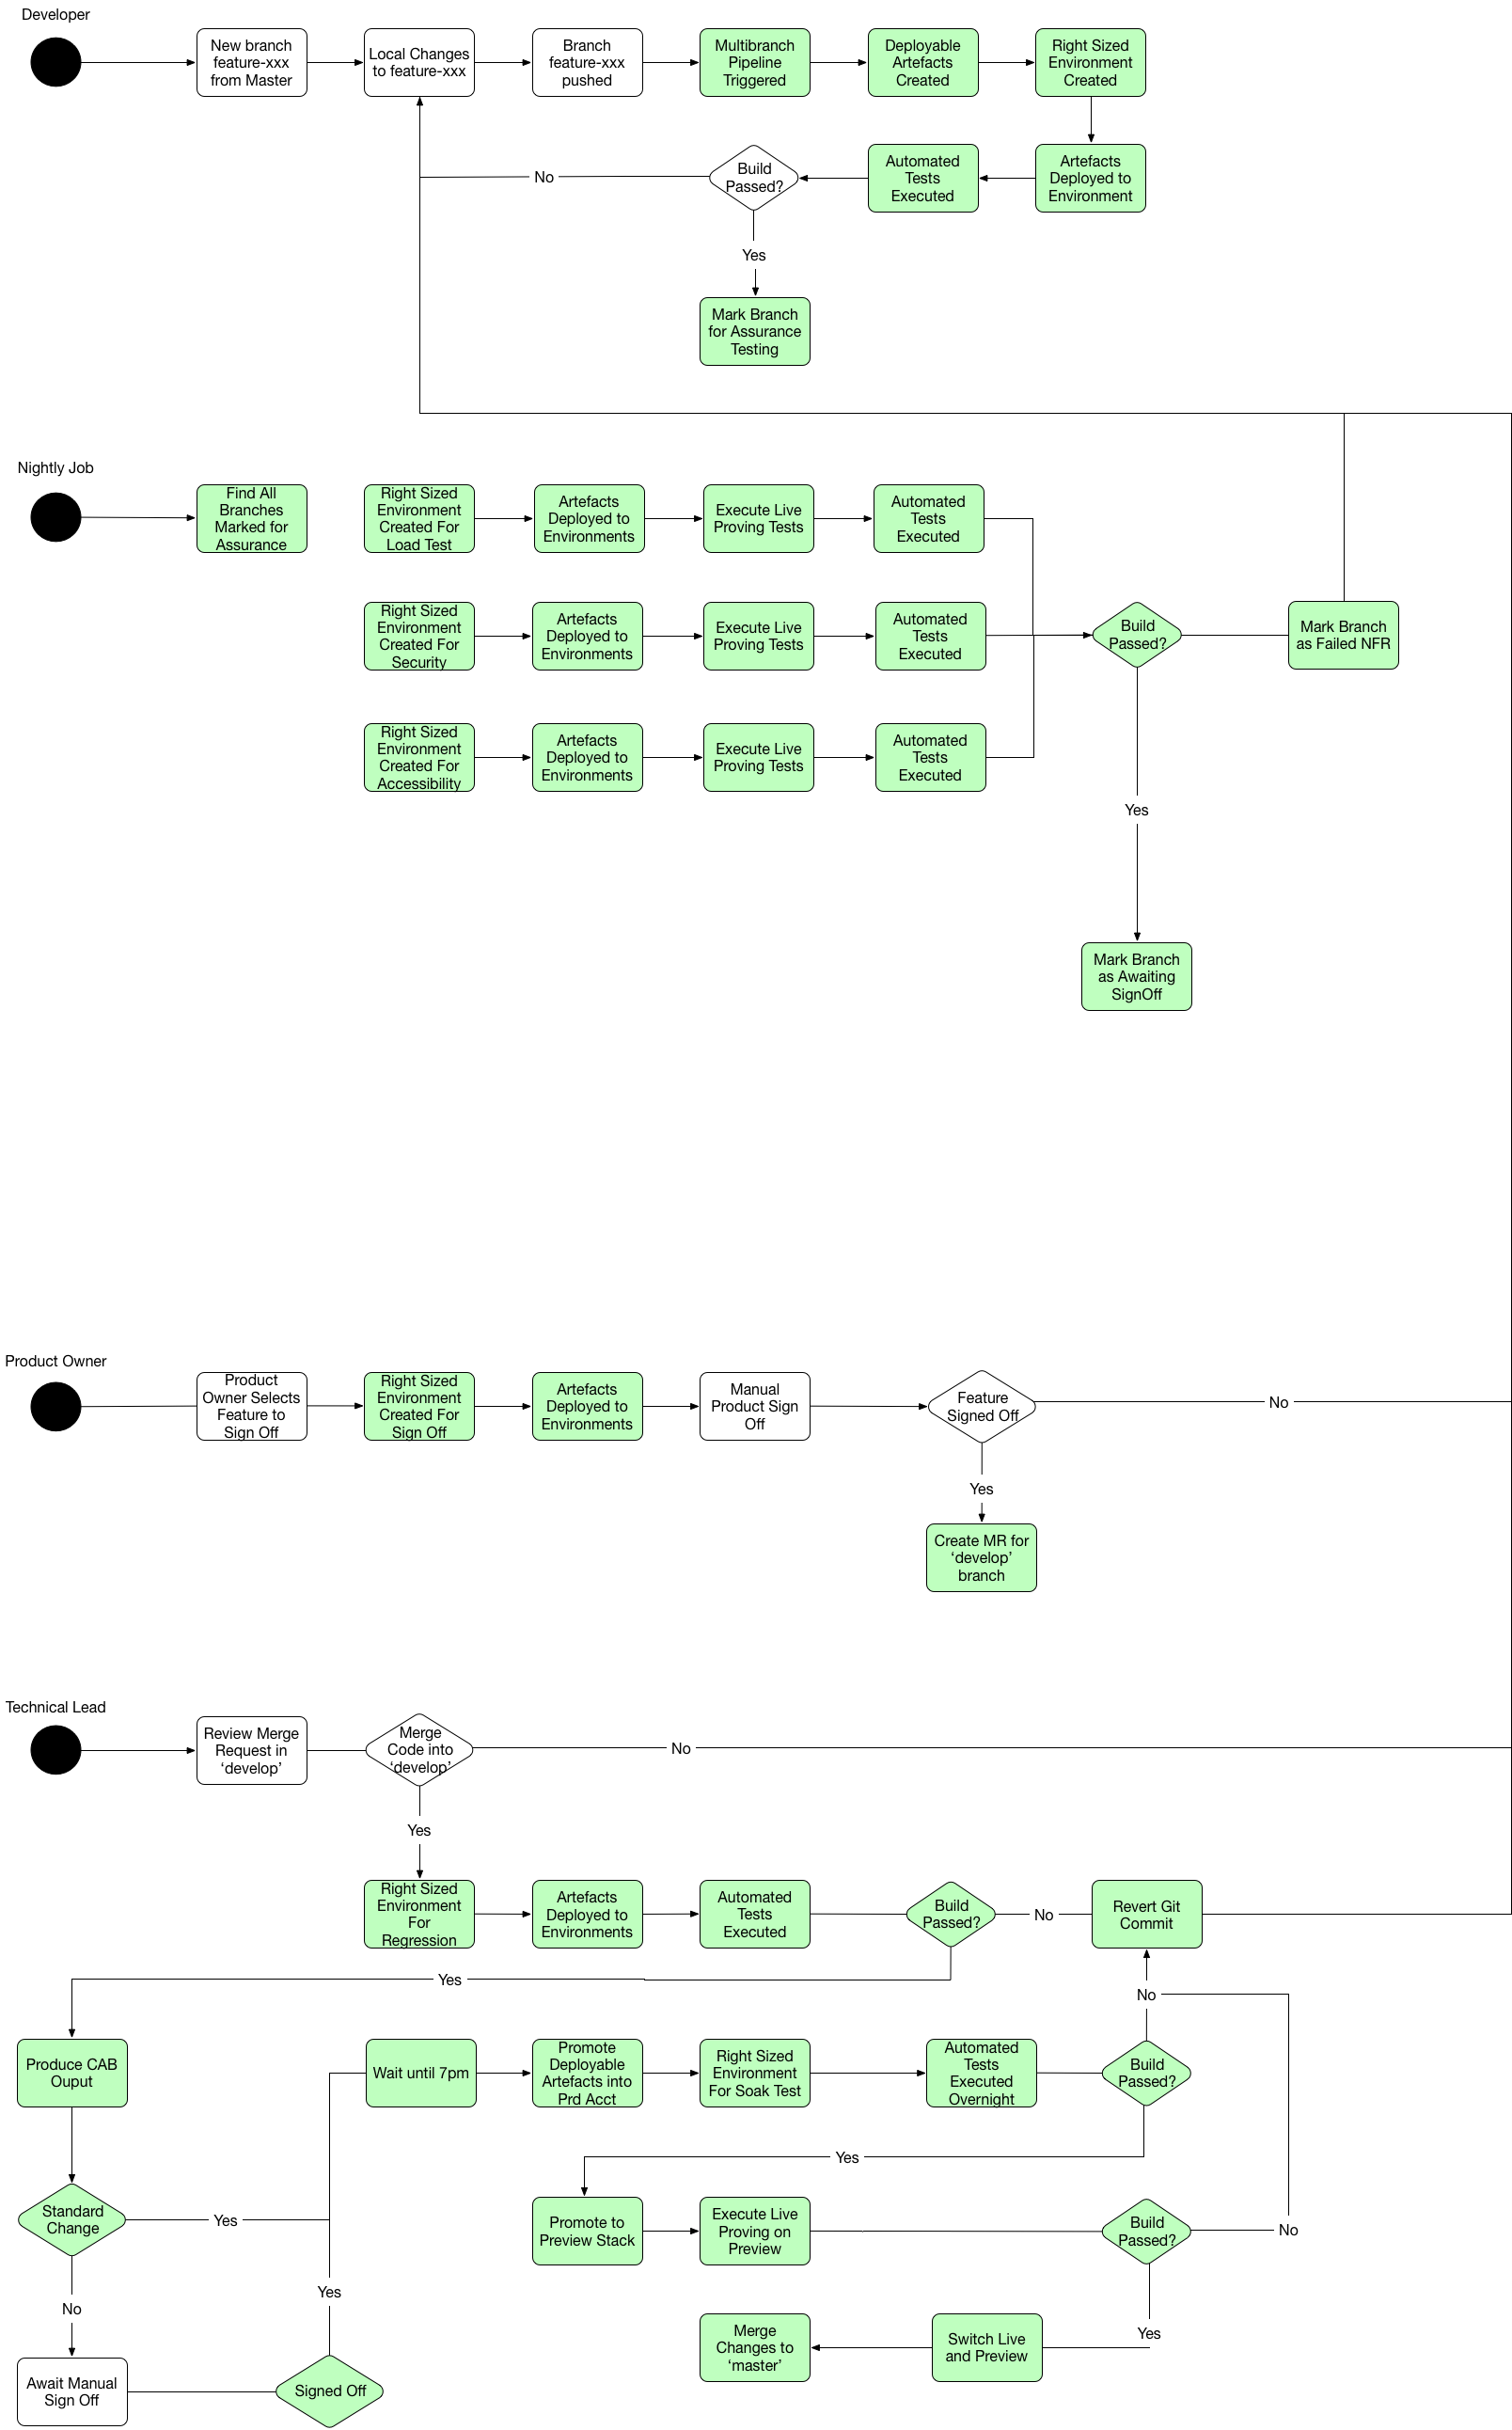 Developer
New branch
feature-xxx
from Master
Local Changes
to feature-xxx
Branch
feature-xxx
pushed
Multibranch
Pipeline
Triggered
Deployable
Artefacts
Created
Right Sized
Environment
Created
Artefacts
Deployed to
Environment
Automated
Tests
Executed
Build
Passed?
No
Yes
Mark Branch
for Assurance
Testing
Nightly Job
Find All
Branches
Marked for
Assurance
Right Sized
Environment
Created For
Load Test
Artefacts
Deployed to
Environments
Execute Live
Proving Tests
Automated
Tests
Executed
Right Sized
Environment
Created For
Security
Artefacts
Deployed to
Environments
Execute Live
Proving Tests
Automated
Tests
Executed
Build
Passed?
Mark Branch
as Failed NFR
Right Sized
Environment
Created For
Accessibility
Artefacts
Deployed to
Environments
Execute Live
Proving Tests
Automated
Tests
Executed
Yes
Mark Branch
as Awaiting
SignOff
Product Owner
Product
Owner Selects
Feature to
Sign Off
Right Sized
Environment
Created For
Sign Off
Artefacts
Deployed to
Environments
Manual
Product Sign
Off
Feature
Signed Off
No
Yes
Create MR for
‘develop’
branch
Technical Lead
Review Merge
Request in
‘develop’
Merge
Code into
‘develop’
No
Yes
Right Sized
Environment
For
Regression
Artefacts
Deployed to
Environments
Automated
Tests
Executed
Build
Passed?
No
Revert Git
Commit
Yes
No
Produce CAB
Ouput
Wait until 7pm
Promote
Deployable
Artefacts into
Prd Acct
Right Sized
Environment
For Soak Test
Automated
Tests
Executed
Overnight
Build
Passed?
Yes
Standard
Change
Yes
Promote to
Preview Stack
Execute Live
Proving on
Preview
Build
Passed?
No
No
Yes
Yes
Merge
Changes to
‘master’
Switch Live
and Preview
Await Manual
Sign Off
Signed Off